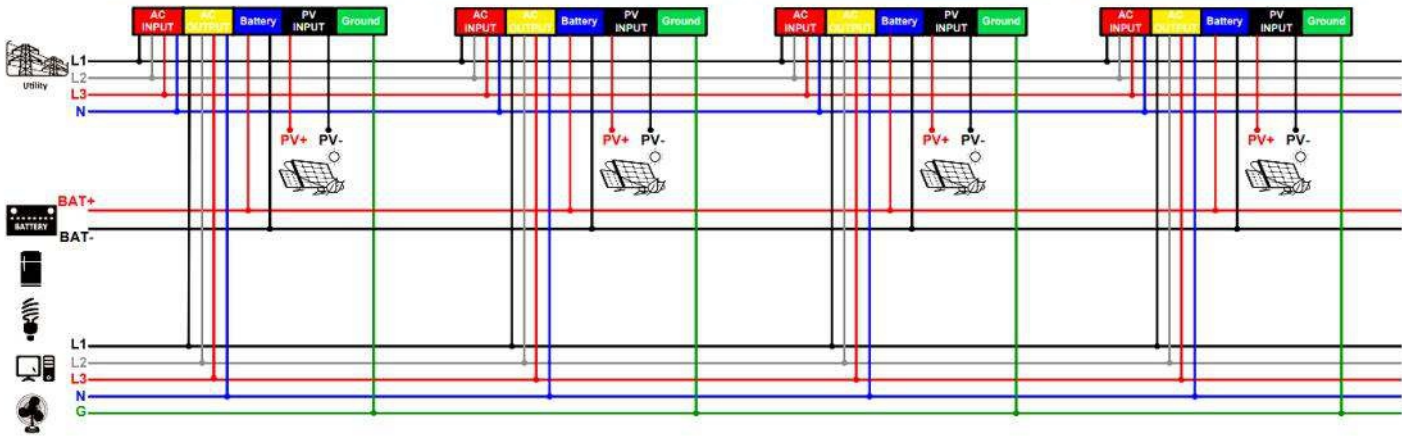 AC INPUT AC OUTPUT Battery PV INPUT Ground
AC INPUT AC OUTPUT Battery PV INPUT Ground
AC INPUT AC OUTPUT Battery PV INPUT Ground
AC INPUT AC OUTPUT Battery PV INPUT Ground
Utility
L1
L2
L3
N
PV+ PV- PV+ PV- PV+ PV- PV+ PV-
BAT+
BATTERY
BAT-
L1
L2
L3
N
G